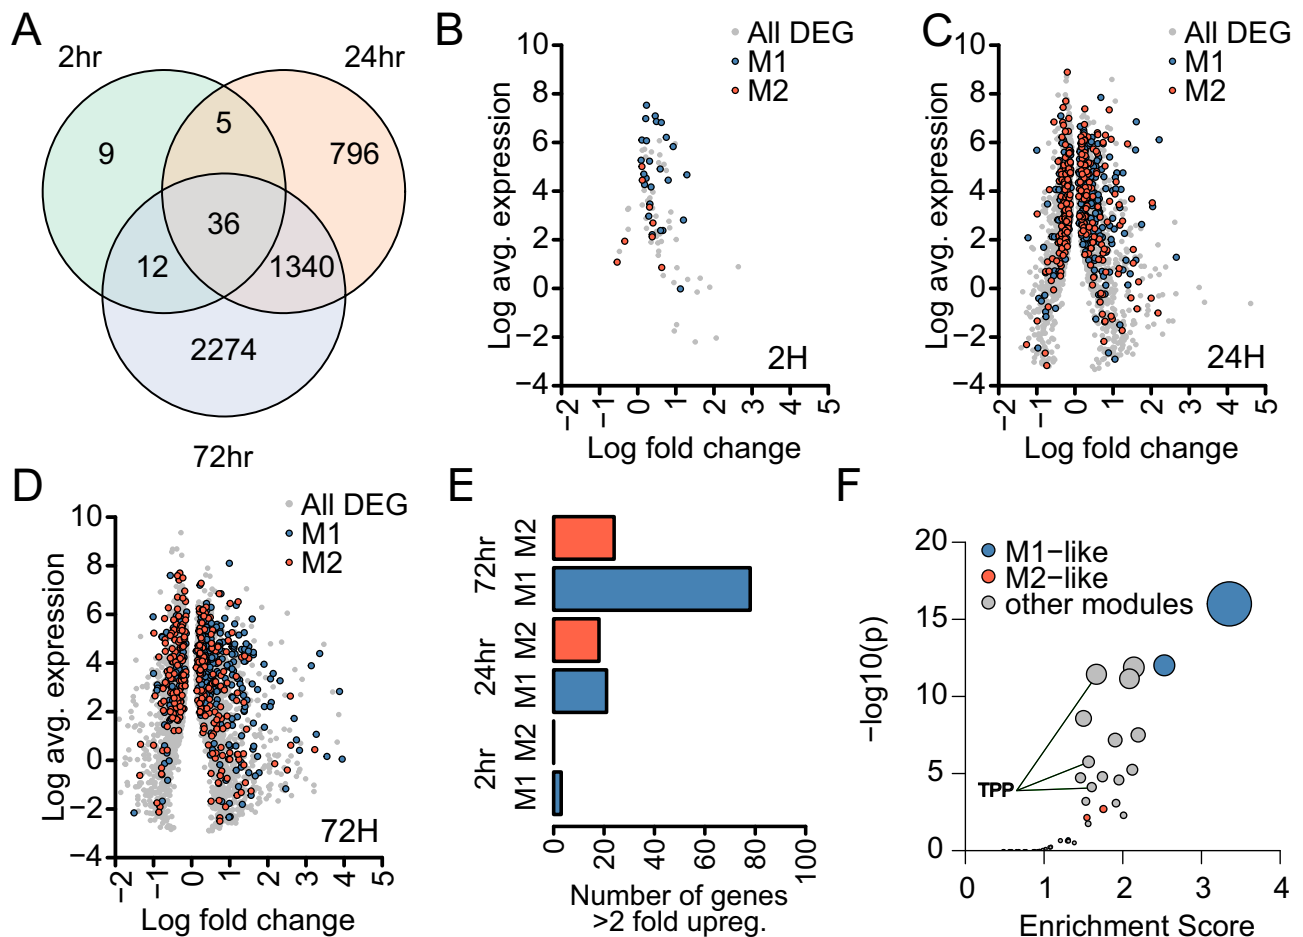 A
2hr
24hr
9
5
796
36
12
1340
2274
72hr
B
All DEG
M1
M2
Log avg. expression
10
8
6
4
2
0
−2
−4
2H
−2
−1
0
1
2
3
4
5
Log fold change
C
All DEG
M1
M2
Log avg. expression
10
8
6
4
2
0
−2
−4
24H
−2
−1
0
1
2
3
4
5
Log fold change
D
All DEG
M1
M2
Log avg. expression
10
8
6
4
2
0
−2
−4
72H
−2
−1
0
1
2
3
4
5
Log fold change
E
72hr
M2
M1
24hr
M2
M1
2hr
M2
M1
0
20
40
60
80
100
Number of genes
>2 fold upreg.
F
M1−like
M2−like
other modules
−log10(p)
20
15
10
5
0
TPP
0
1
2
3
4
Enrichment Score